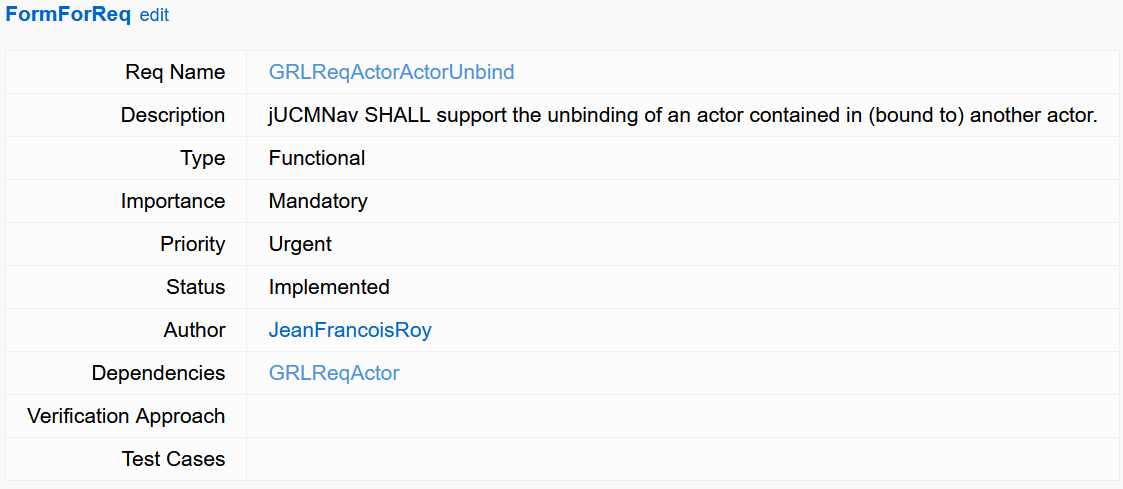 FormForReq edit
Req Name GRLReqActorActorUnbind
Description jUCMNav SHALL support the unbinding of an actor contained in (bound to) another actor.
Type Functional
Importance Mandatory
Priority Urgent
Status Implemented
Author JeanFrancoisRoy
Dependencies GRLReqActor
Verification Approach
Test Cases